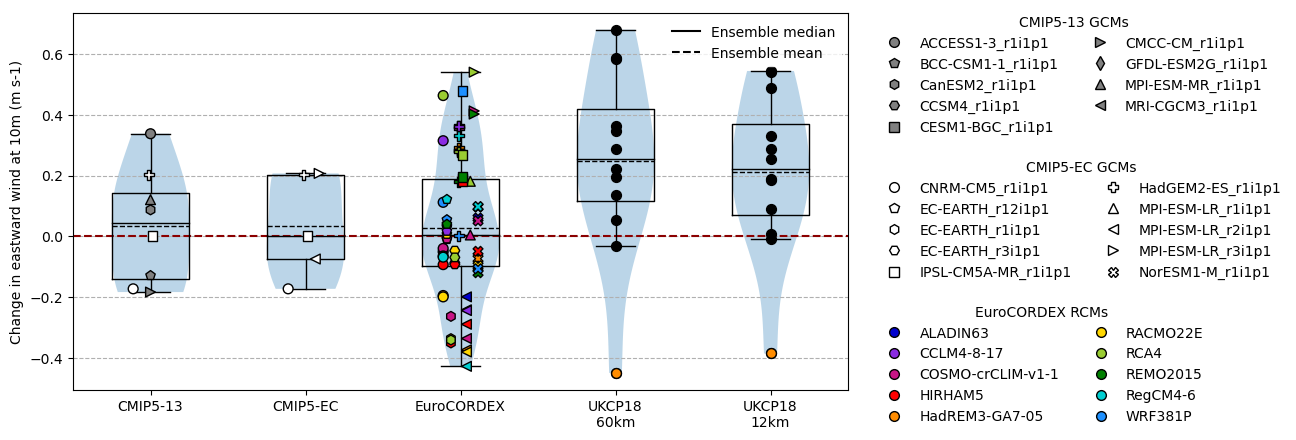 Change in eastward wind at 10m (m s-1)
0.6
0.4
0.2
0.0
−0.2
−0.4
Ensemble median
Ensemble mean
CMIP5-13
CMIP5-EC
EuroCORDEX
UKCP18
60km
UKCP18
12km
CMIP5-13 GCMs
ACCESS1-3_r1i1p1
BCC-CSM1-1_r1i1p1
CanESM2_r1i1p1
CCSM4_r1i1p1
CESM1-BGC_r1i1p1
CMCC-CM_r1i1p1
GFDL-ESM2G_r1i1p1
MPI-ESM-MR_r1i1p1
MRI-CGCM3_r1i1p1
CMIP5-EC GCMs
CNRM-CM5_r1i1p1
EC-EARTH_r12i1p1
EC-EARTH_r1i1p1
EC-EARTH_r3i1p1
IPSL-CM5A-MR_r1i1p1
HadGEM2-ES_r1i1p1
MPI-ESM-LR_r1i1p1
MPI-ESM-LR_r2i1p1
MPI-ESM-LR_r3i1p1
NorESM1-M_r1i1p1
EuroCORDEX RCMs
ALADIN63
CCLM4-8-17
COSMO-crCLIM-v1-1
HIRHAM5
HadREM3-GA7-05
RACMO22E
RCA4
REMO2015
RegCM4-6
WRF381P